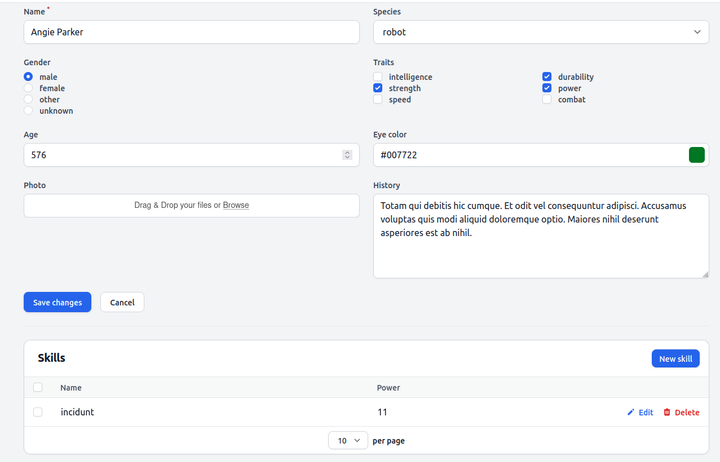 Name *
Angie Parker
Species
robot
Gender
male
female
other
unknown
Traits
intelligence
strength
speed
durability
power
combat
Age
576
Eye color
#007722
Photo
Drag & Drop your files or Browse
History
Totam qui debitis hic cumque. Et odit vel consequuntur adipisci. Accusamus
voluptas quis modi aliquid doloremque optio. Maiores nihil deserunt
asperiores est ab nihil.
Save changes
Cancel
Skills
New skill
Name
Power
incidunt
11
Edit
Delete
10
per page